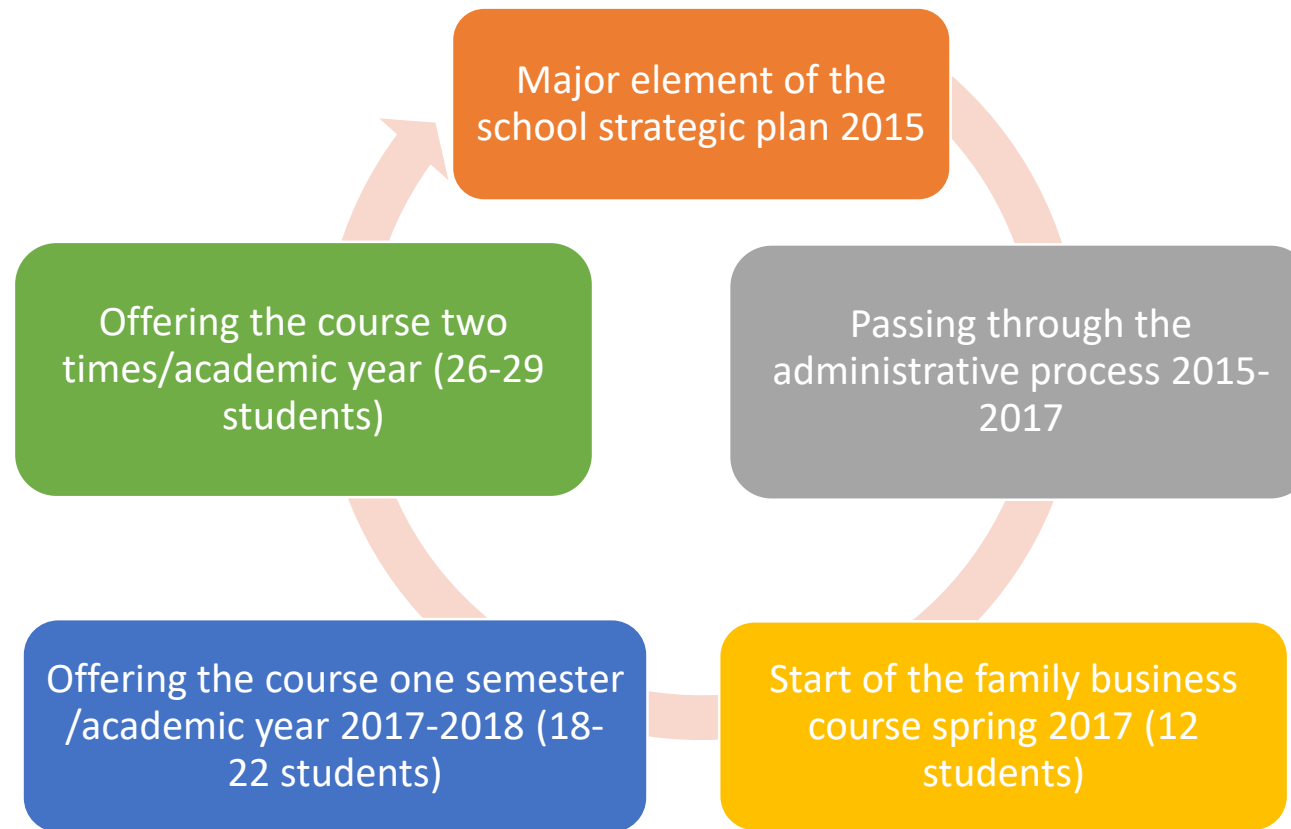 Major element of the
school strategic plan 2015
Passing through the
administrative process 2015-
2017
Start of the family business
course spring 2017 (12
students)
Offering the course one semester
/academic year 2017-2018 (18-
22 students)
Offering the course two
times/academic year (26-29
students)